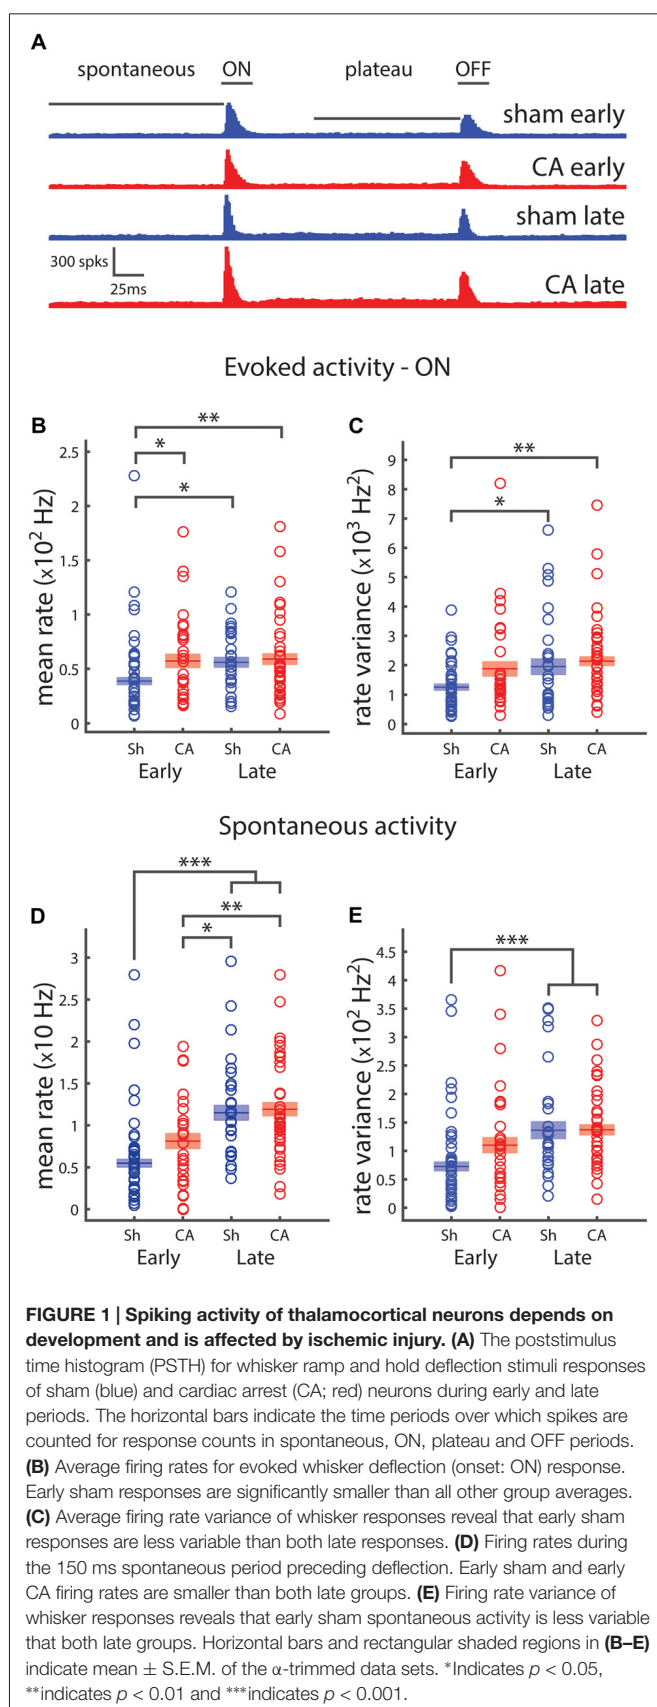 A
spontaneous ON plateau OFF
sham early
CA early
sham late
300 spks
25ms
CA late
Evoked activity - ON
B
**
*
*
mean rate (x10² Hz)
2.5
2
1.5
1
0.5
0
Sh CA Sh CA
Early Late
C
**
*
rate variance (x10³ Hz²)
9
8
7
6
5
4
3
2
1
0
Sh CA Sh CA
Early Late
Spontaneous activity
D
***
**
*
mean rate (x10 Hz)
3
2.5
2
1.5
1
0.5
0
Sh CA Sh CA
Early Late
E
***
rate variance (x10² Hz²)
4.5
4
3.5
3
2.5
2
1.5
1
0.5
0
Sh CA Sh CA
Early Late
FIGURE 1 | Spiking activity of thalamocortical neurons depends on
development and is affected by ischemic injury. (A) The poststimulus
time histogram (PSTH) for whisker ramp and hold deflection stimuli responses
of sham (blue) and cardiac arrest (CA; red) neurons during early and late
periods. The horizontal bars indicate the time periods over which spikes are
counted for response counts in spontaneous, ON, plateau and OFF periods.
(B) Average firing rates for evoked whisker deflection (onset: ON) response.
Early sham responses are significantly smaller than all other group averages.
(C) Average firing rate variance of whisker responses reveal that early sham
responses are less variable than both late responses. (D) Firing rates during
the 150 ms spontaneous period preceding deflection. Early sham and early
CA firing rates are smaller than both late groups. (E) Firing rate variance of
whisker responses reveals that early sham spontaneous activity is less variable
that both late groups. Horizontal bars and rectangular shaded regions in (B–E)
indicate mean ± S.E.M. of the α-trimmed data sets. *Indicates p < 0.05,
**indicates p < 0.01 and ***indicates p < 0.001.